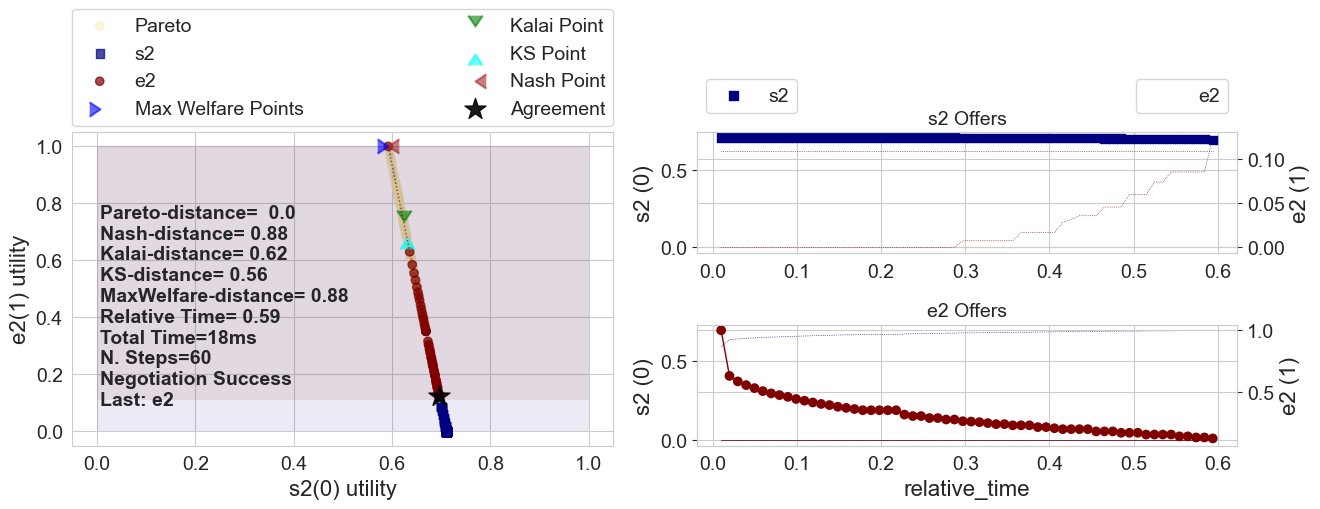 Pareto
s2
e2
Max Welfare Points
Kalai Point
KS Point
Nash Point
Agreement
1.0
0.8
0.6
0.4
0.2
0.0
e2(1) utility
Pareto-distance= 0.0
Nash-distance= 0.88
Kalai-distance= 0.62
KS-distance= 0.56
MaxWelfare-distance= 0.88
Relative Time= 0.59
Total Time=18ms
N. Steps=60
Negotiation Success
Last: e2
0.0 0.2 0.4 0.6 0.8 1.0
s2(0) utility
s2
e2
s2 Offers
s2 (0)
0.5
0.0
0.10
0.05
0.00
e2 (1)
0.0 0.1 0.2 0.3 0.4 0.5 0.6
e2 Offers
s2 (0)
0.5
0.0
1.0
0.5
e2 (1)
0.0 0.1 0.2 0.3 0.4 0.5 0.6
relative_time